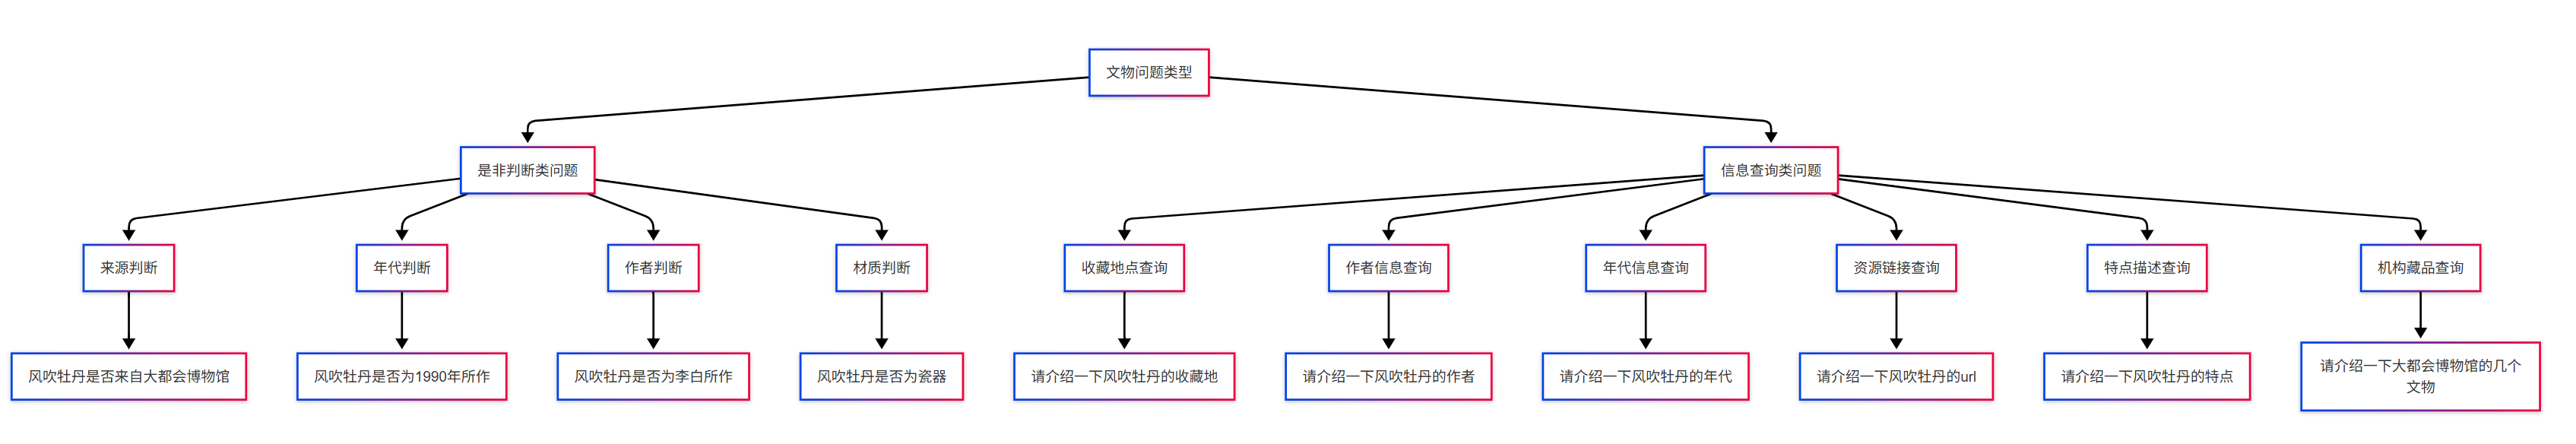 文物问题类型
是非判断类问题
信息查询类问题
来源判断
年代判断
作者判断
材质判断
收藏地点查询
作者信息查询
年代信息查询
资源链接查询
特点描述查询
机构藏品查询
风吹牡丹是否来自大都会博物馆
风吹牡丹是否为1990年所作
风吹牡丹是否为李白所作
风吹牡丹是否为瓷器
请介绍一下风吹牡丹的收藏地
请介绍一下风吹牡丹的作者
请介绍一下风吹牡丹的年代
请介绍一下风吹牡丹的url
请介绍一下风吹牡丹的特点
请介绍一下大都会博物馆的几个
文物